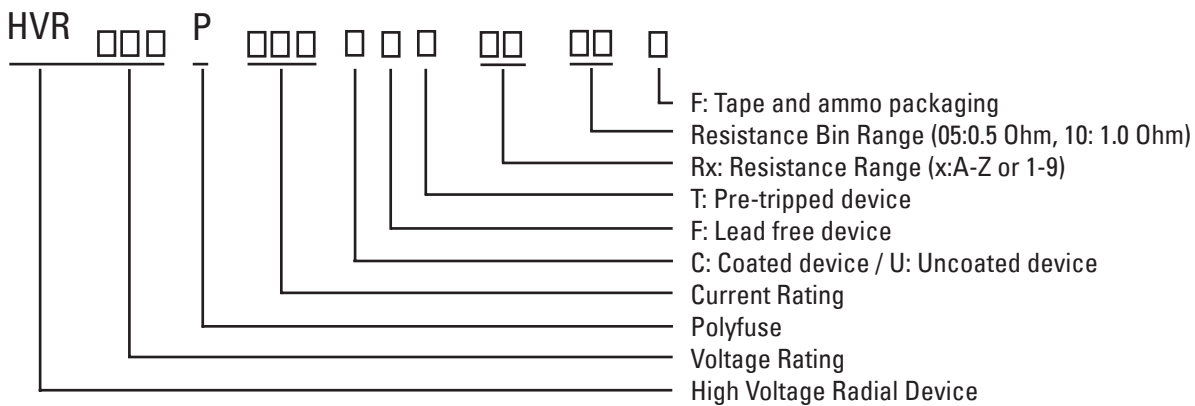 HVR □□□ P □□□ □ □ □ □□ □□ □
F: Tape and ammo packaging
Resistance Bin Range (05:0.5 Ohm, 10: 1.0 Ohm)
Rx: Resistance Range (x:A-Z or 1-9)
T: Pre-tripped device
F: Lead free device
C: Coated device / U: Uncoated device
Current Rating
Polyfuse
Voltage Rating
High Voltage Radial Device